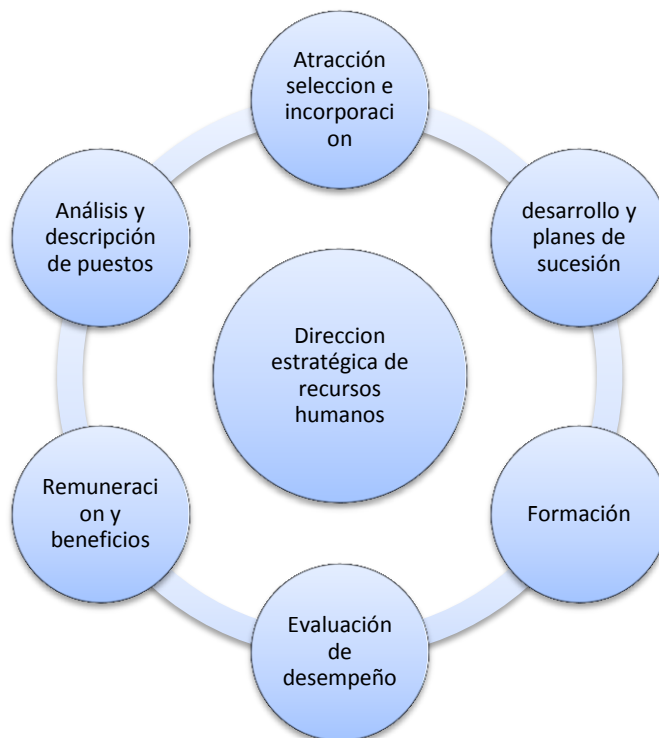 Atracción
seleccion e
incorporaci
on
desarrollo y
planes de
sucesión
Formación
Evaluación
de
desempeño
Remuneraci
on y
beneficios
Análisis y
descripción
de puestos
Direccion
estratégica de
recursos
humanos